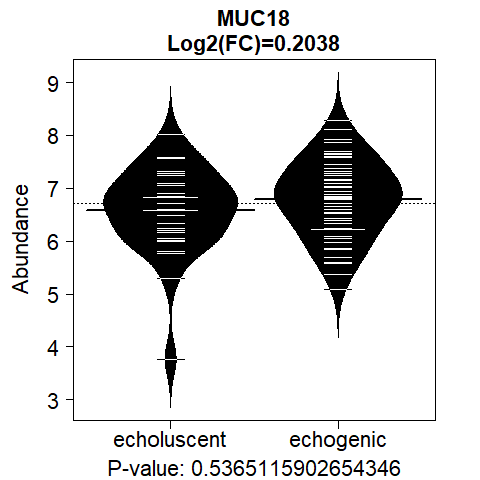 MUC18
Log2(FC)=0.2038
9
8
7
6
5
4
3
Abundance
echoluscent echogenic
P-value: 0.5365115902654346